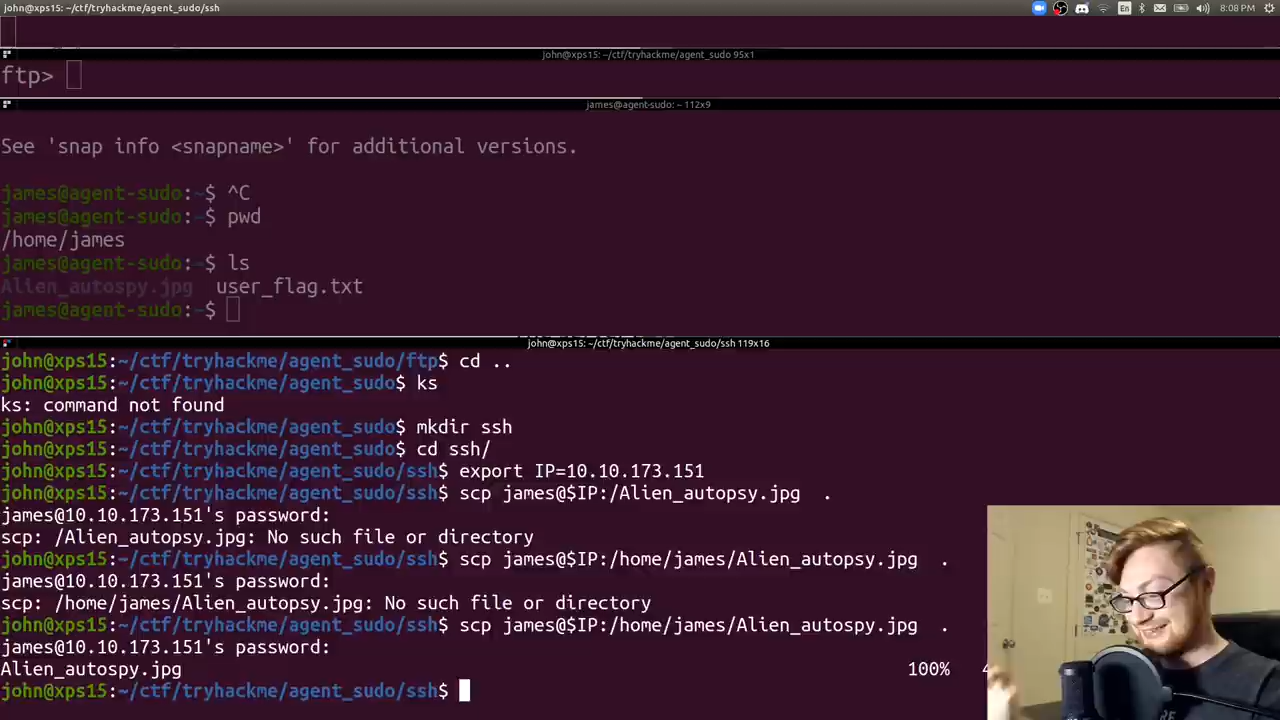 john@xps15: ~/ctf/tryhackme/agent_sudo/ssh
En
8:08 PM
john@xps15: ~/ctf/tryhackme/agent_sudo 95x1
ftp>
james@agent-sudo: ~ 112x9
See 'snap info <snapname>' for additional versions.
james@agent-sudo:~$ ^C
james@agent-sudo:~$ pwd
/home/james
james@agent-sudo:~$ ls
Alien_autospy.jpg user_flag.txt
james@agent-sudo:~$
john@xps15: ~/ctf/tryhackme/agent_sudo/ssh 119x16
john@xps15:~/ctf/tryhackme/agent_sudo/ftp$ cd ..
john@xps15:~/ctf/tryhackme/agent_sudo$ ks
ks: command not found
john@xps15:~/ctf/tryhackme/agent_sudo$ mkdir ssh
john@xps15:~/ctf/tryhackme/agent_sudo$ cd ssh/
john@xps15:~/ctf/tryhackme/agent_sudo/ssh$ export IP=10.10.173.151
john@xps15:~/ctf/tryhackme/agent_sudo/ssh$ scp james@$IP:/Alien_autopsy.jpg .
james@10.10.173.151's password:
scp: /Alien_autopsy.jpg: No such file or directory
john@xps15:~/ctf/tryhackme/agent_sudo/ssh$ scp james@$IP:/home/james/Alien_autopsy.jpg .
james@10.10.173.151's password:
scp: /home/james/Alien_autopsy.jpg: No such file or directory
john@xps15:~/ctf/tryhackme/agent_sudo/ssh$ scp james@$IP:/home/james/Alien_autospy.jpg .
james@10.10.173.151's password:
Alien_autospy.jpg 100%
john@xps15:~/ctf/tryhackme/agent_sudo/ssh$